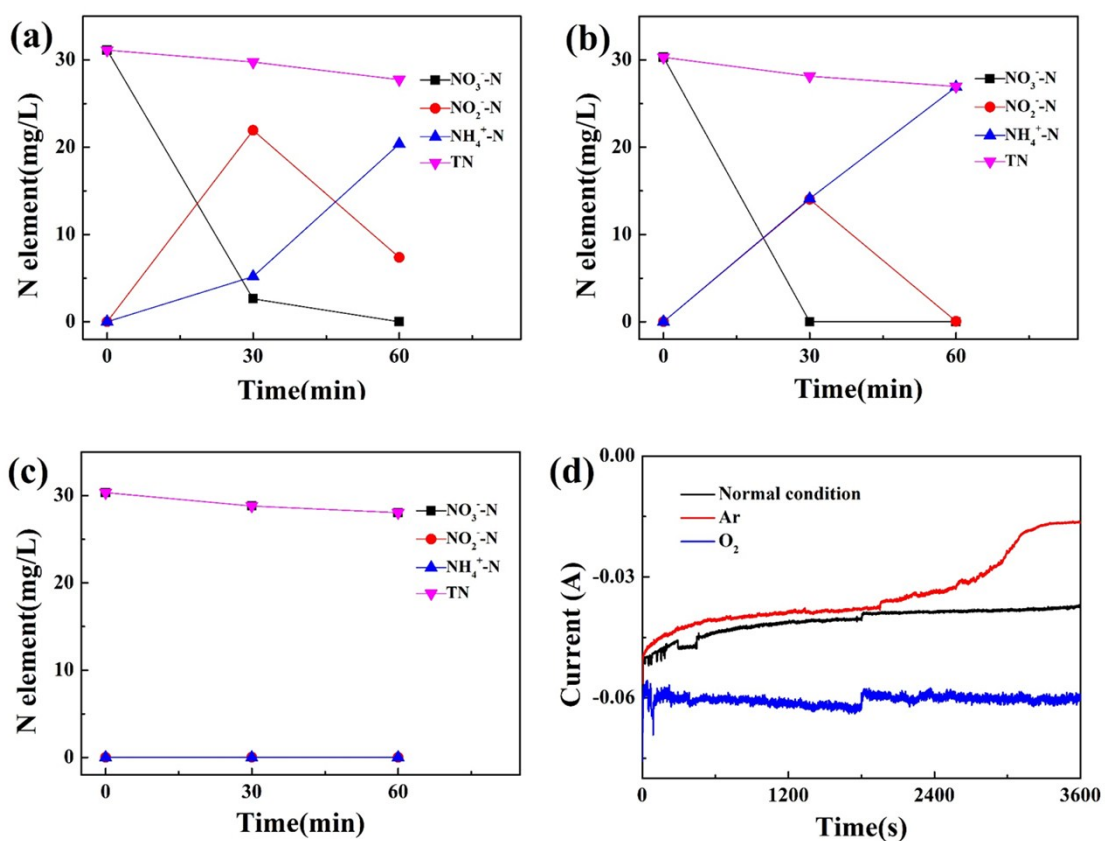 (a)
N element(mg/L)
30
20
10
0
0
30
60
Time(min)
NO₃⁻-N
NO₂⁻-N
NH₄⁺-N
TN
(b)
N element(mg/L)
30
20
10
0
0
30
60
Time(min)
NO₃⁻-N
NO₂⁻-N
NH₄⁺-N
TN
(c)
N element(mg/L)
30
20
10
0
0
30
60
Time(min)
NO₃⁻-N
NO₂⁻-N
NH₄⁺-N
TN
(d)
Current (A)
0.00
-0.03
-0.06
0
1200
2400
3600
Time(s)
Normal condition
Ar
O₂